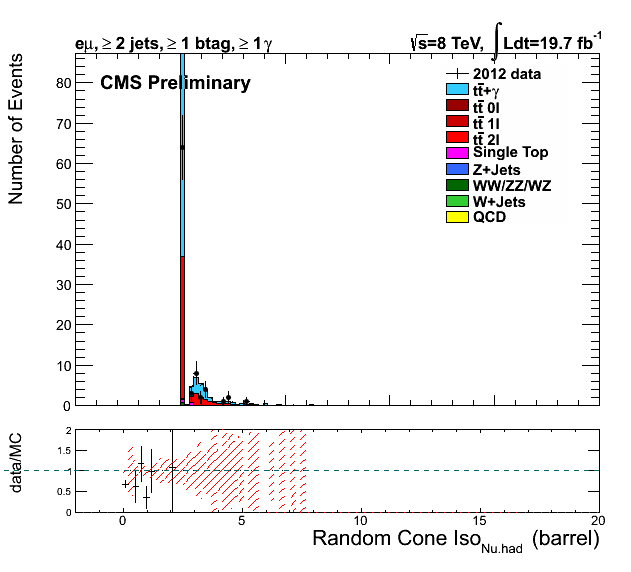 eμ, ≥ 2 jets, ≥ 1 btag, ≥ 1 γ
√s=8 TeV, ∫ Ldt=19.7 fb⁻¹
CMS Preliminary
2012 data
tt̄+γ
tt̄ 0l
tt̄ 1l
tt̄ 2l
Single Top
Z+Jets
WW/ZZ/WZ
W+Jets
QCD
Number of Events
80
70
60
50
40
30
20
10
0
data/MC
2
1.5
1
0.5
0
0 5 10 15 20
Random Cone Iso_Nu.had (barrel)